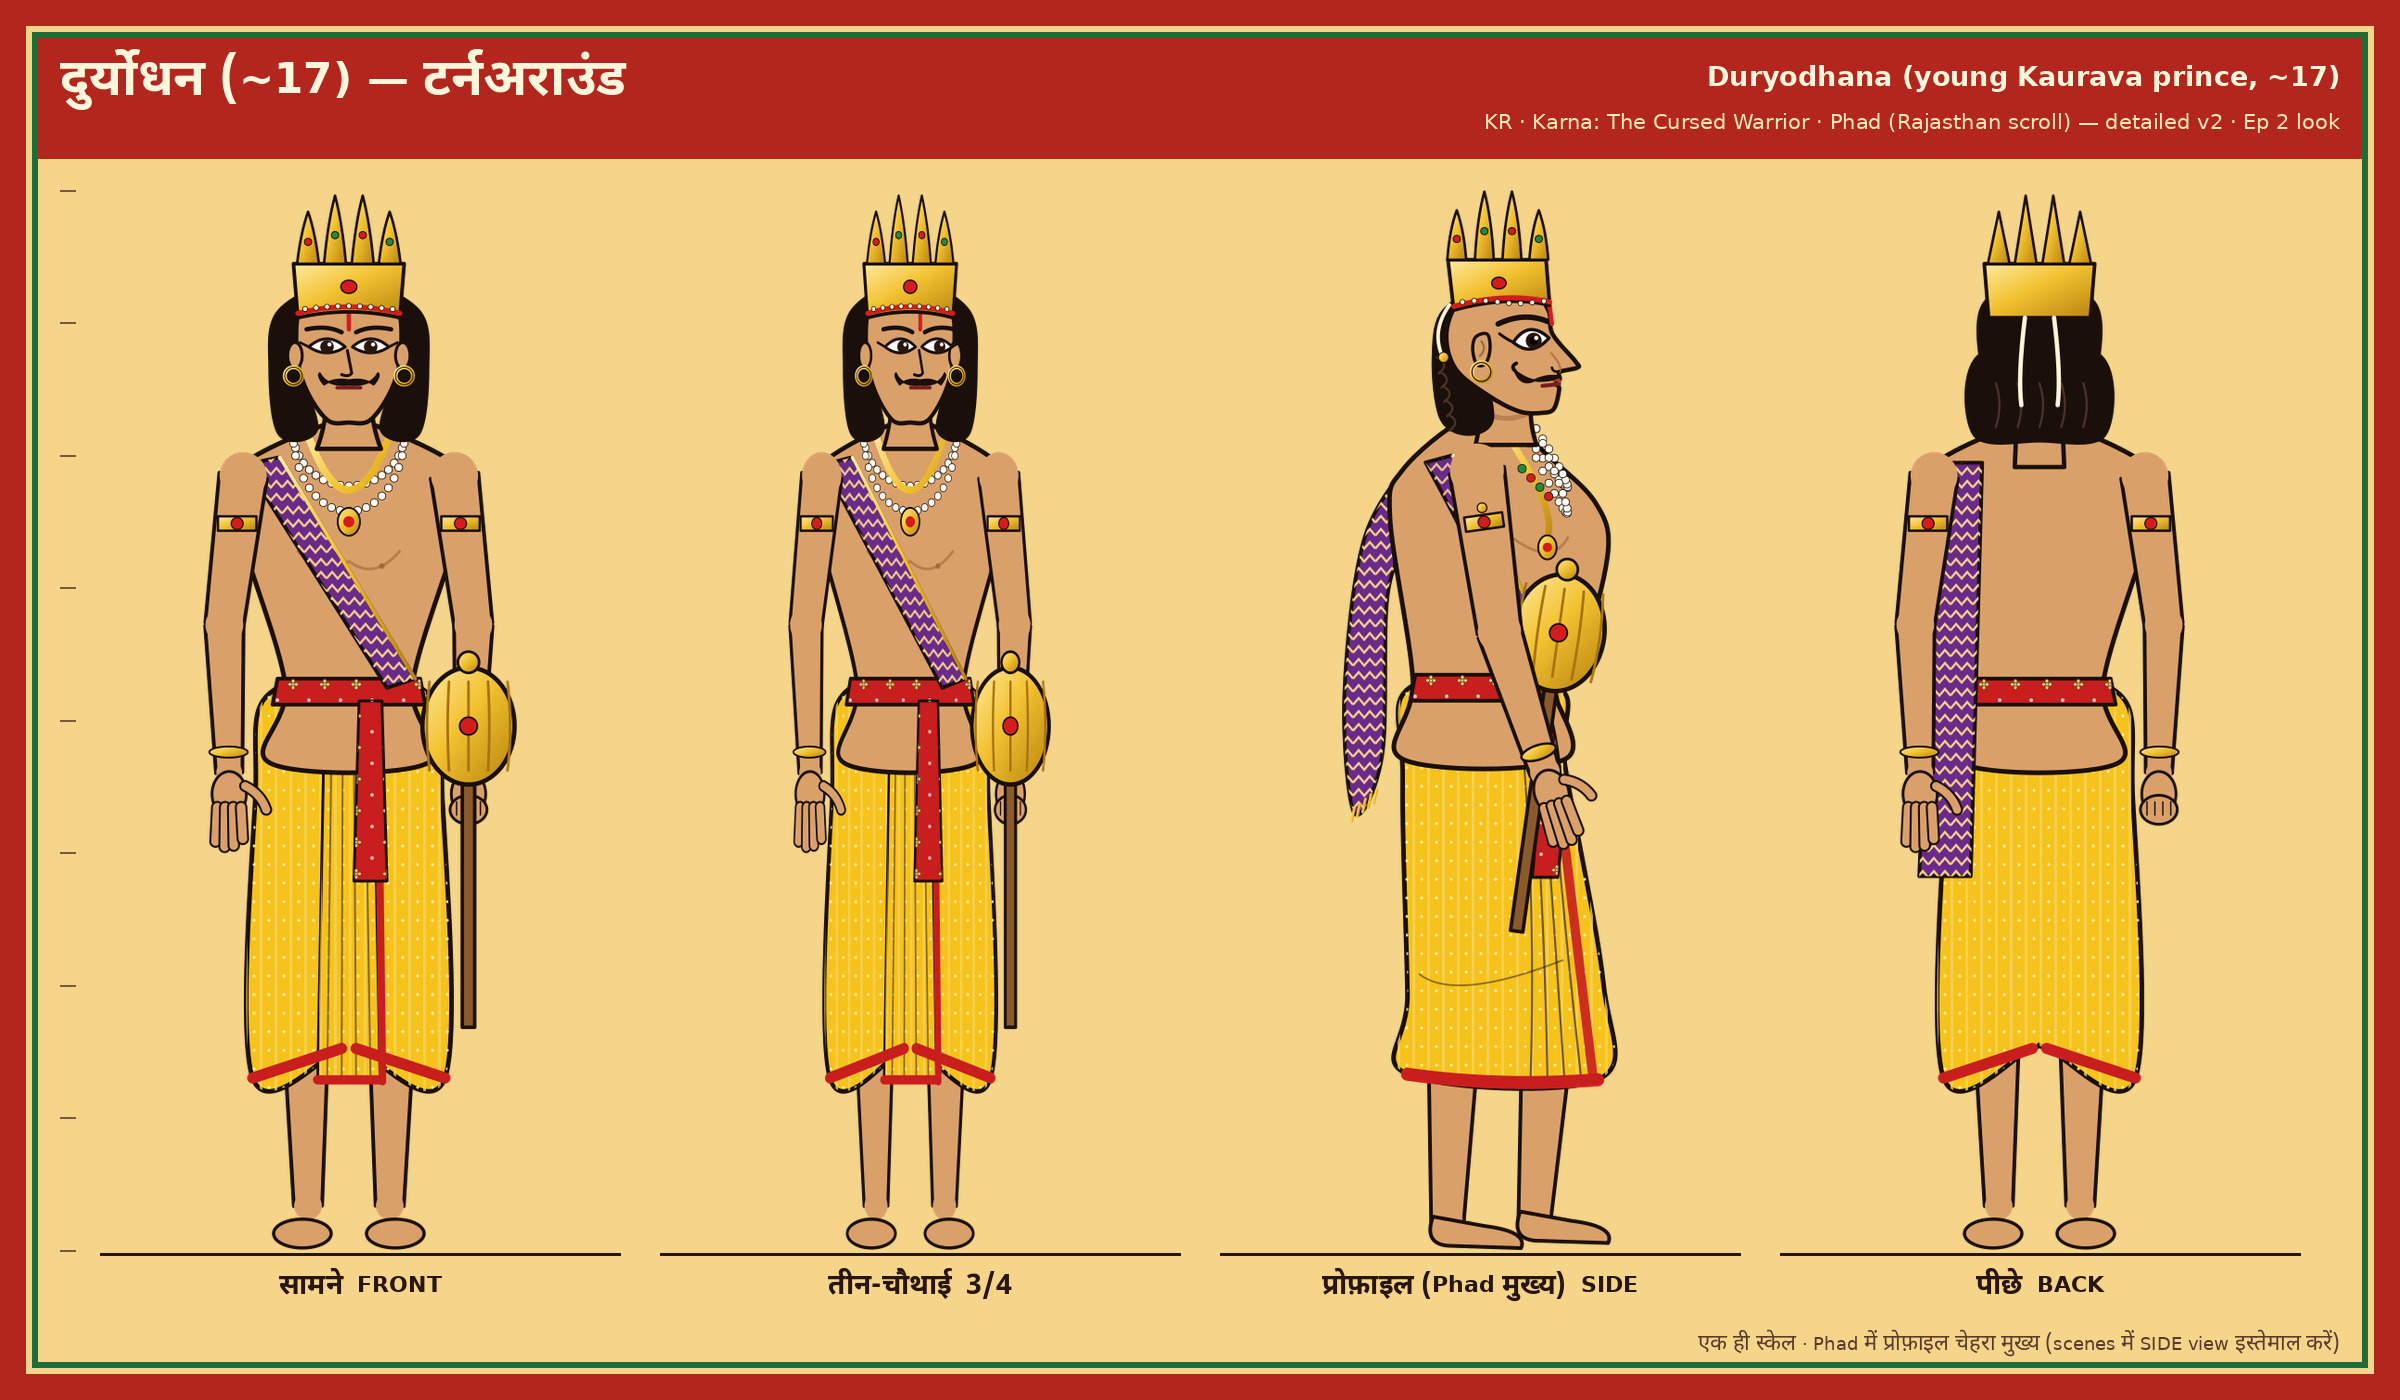 दुर्योधन (~17) — टर्नअराउंड
Duryodhana (young Kaurava prince, ~17)
KR · Karna: The Cursed Warrior · Phad (Rajasthan scroll) — detailed v2 · Ep 2 look
सामने FRONT
तीन-चौथाई 3/4
प्रोफ़ाइल (Phad मुख्य) SIDE
पीछे BACK
एक ही स्केल · Phad में प्रोफ़ाइल चेहरा मुख्य (scenes में SIDE view इस्तेमाल करें)